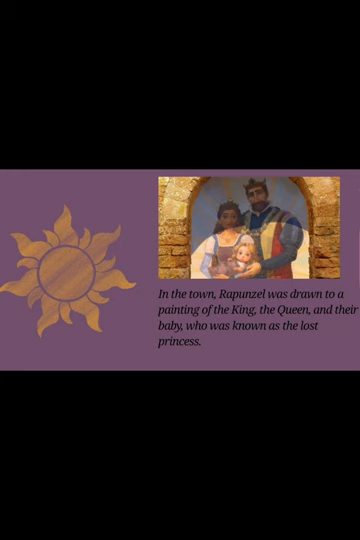 In the town, Rapunzel was drawn to a
painting of the King, the Queen, and their
baby, who was known as the lost
princess.